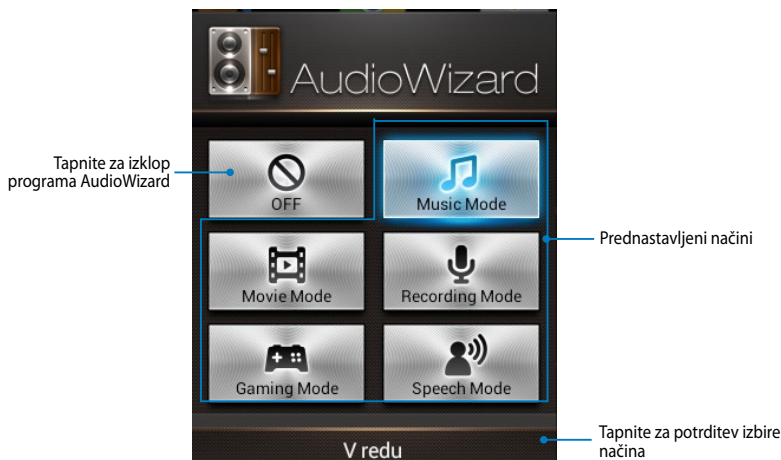 AudioWizard
Tapnite za izklop
programa AudioWizard
OFF
Music Mode
Prednastavljeni načini
Movie Mode
Recording Mode
Gaming Mode
Speech Mode
Tapnite za potrditev izbire
načina
V redu